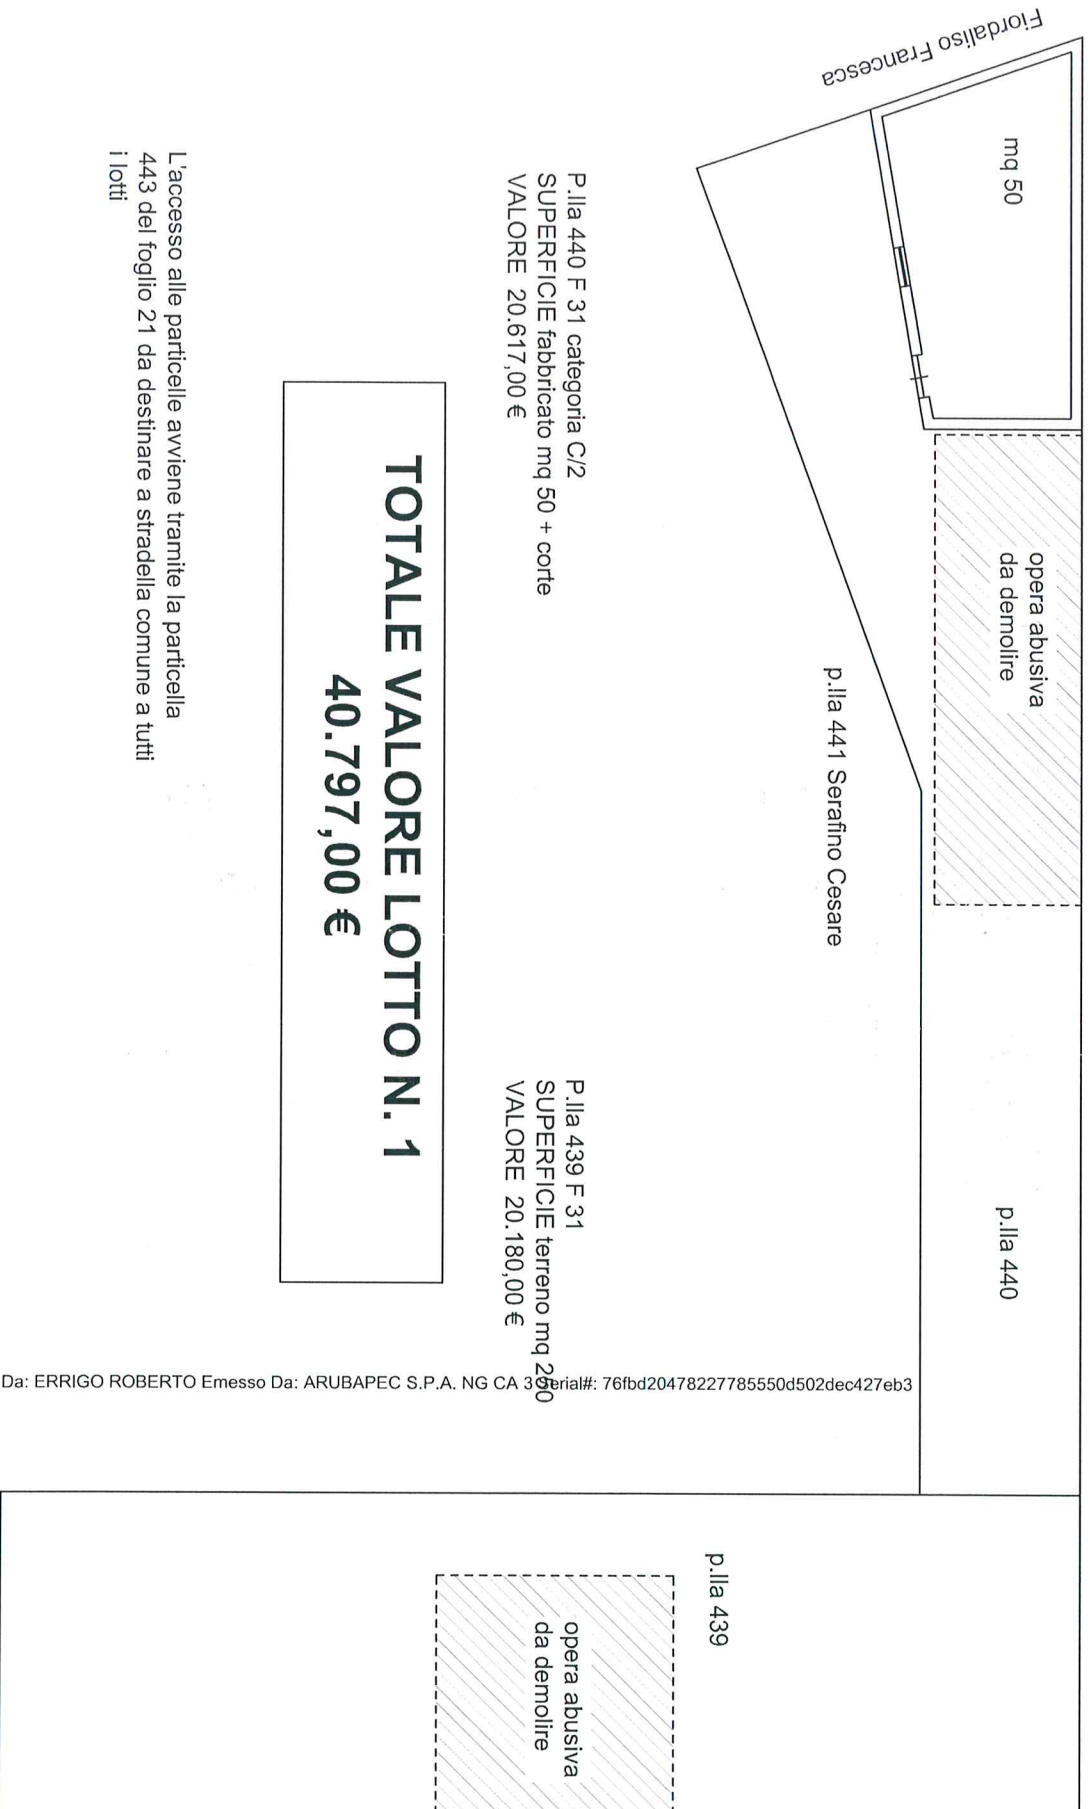 Fiordaliso Francesca
mq 50
opera abusiva
da demolire
p.lla 440
p.lla 441 Serafino Cesare
p.lla 439
opera abusiva
da demolire
P.lla 440 F 31 categoria C/2
SUPERFICIE fabbricato mq 50 + corte
VALORE 20.617,00 €
P.lla 439 F 31
SUPERFICIE terreno mq
VALORE 20.180,00 €
TOTALE VALORE LOTTO N. 1
40.797,00 €
L'accesso alle particelle avviene tramite la particella
443 del foglio 21 da destinare a stradella comune a tutti
i lotti
Da: ERRIGO ROBERTO Emesso Da: ARUBAPEC S.P.A. NG CA 3 Serial#: 76fbd20478227785550d502dec427eb3